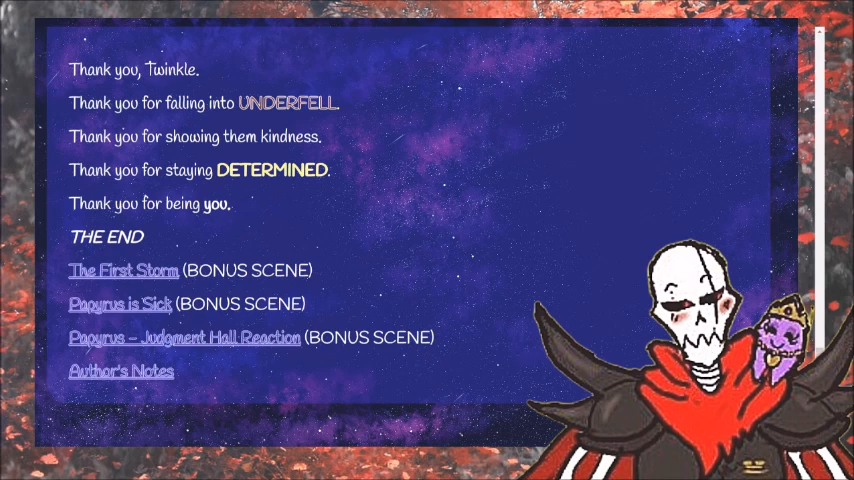 Thank you, Twinkle.
Thank you for falling into UNDERFELL.
Thank you for showing them kindness.
Thank you for staying DETERMINED.
Thank you for being you.
THE END
The First Storm (BONUS SCENE)
Papyrus is Sick (BONUS SCENE)
Papyrus - Judgment Hall Reaction (BONUS SCENE)
Author's Notes